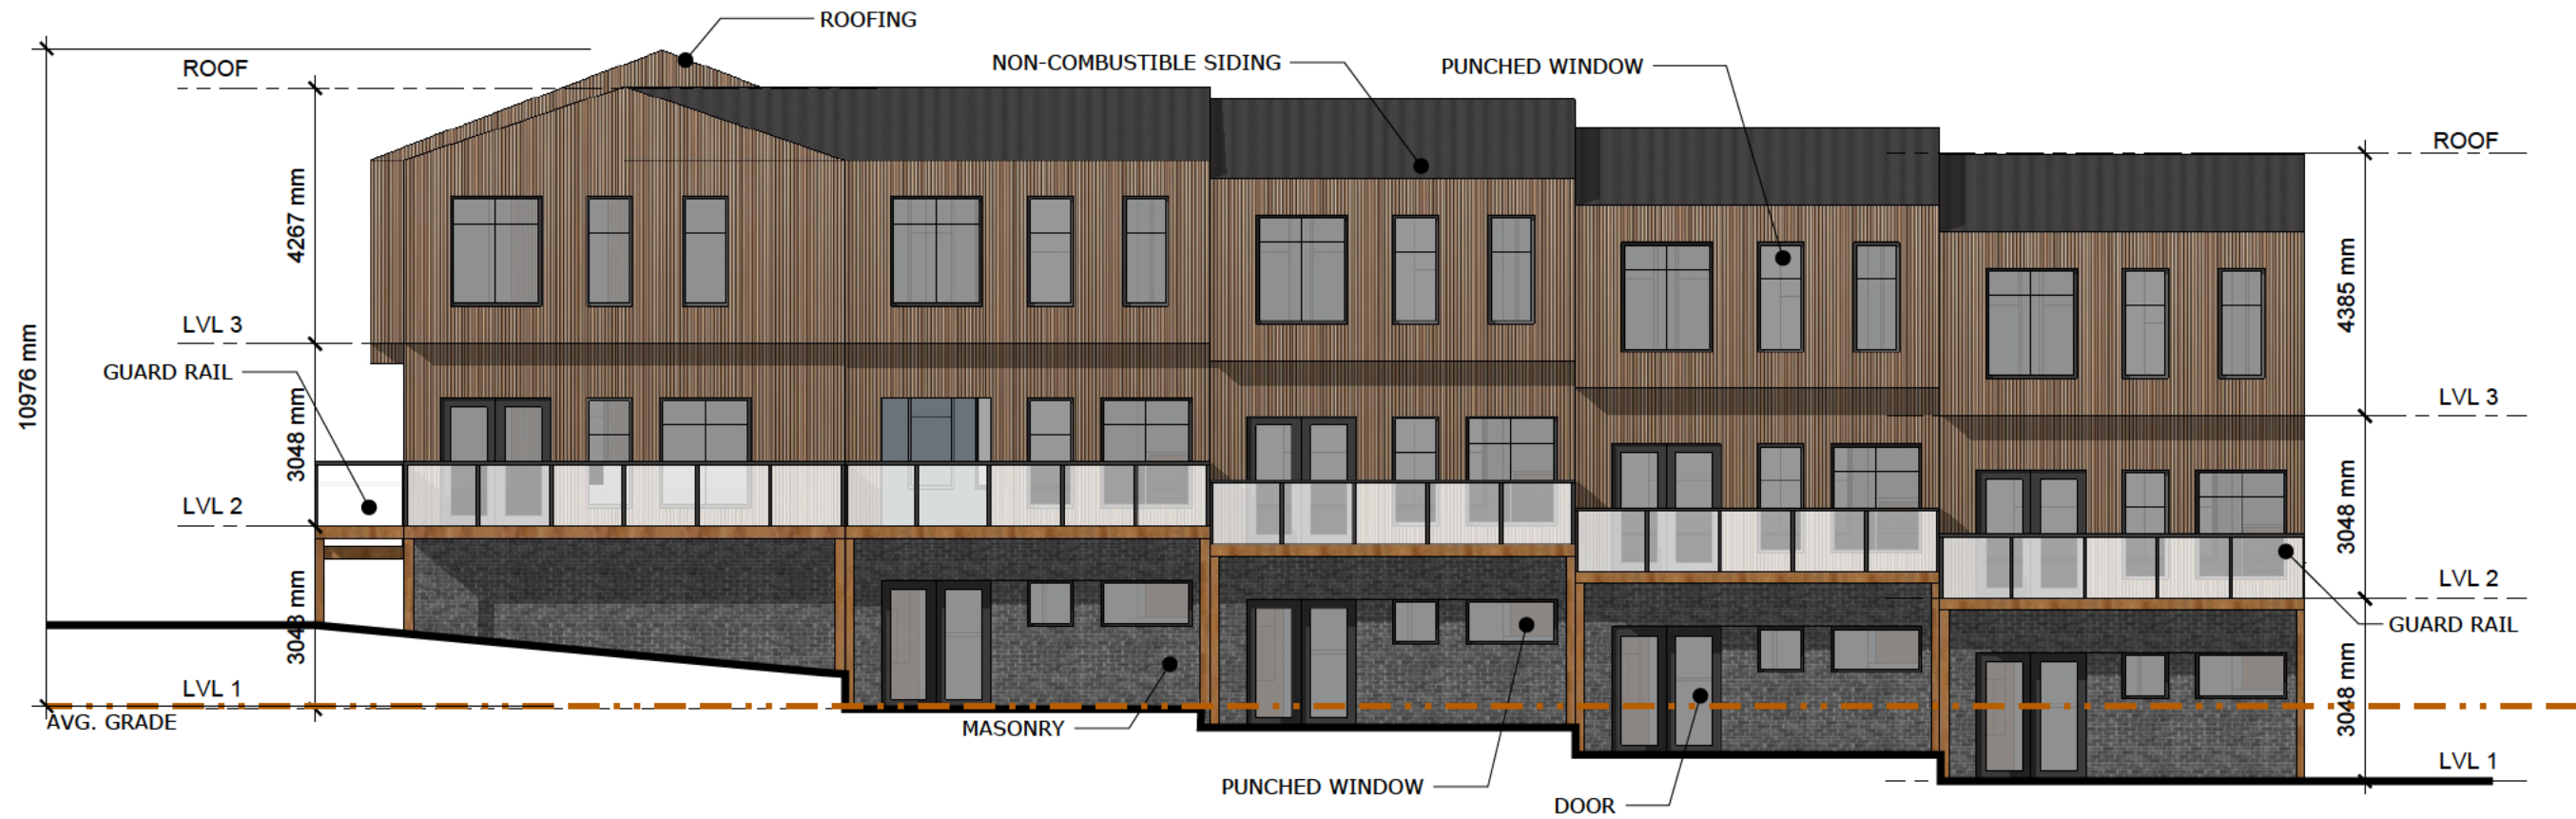 ROOFING
NON-COMBUSTIBLE SIDING
PUNCHED WINDOW
ROOF
ROOF
4267 mm
4385 mm
10976 mm
LVL 3
GUARD RAIL
LVL 3
3048 mm
3048 mm
LVL 2
LVL 2
GUARD RAIL
3048 mm
3048 mm
LVL 1
AVG. GRADE
MASONRY
LVL 1
PUNCHED WINDOW
DOOR